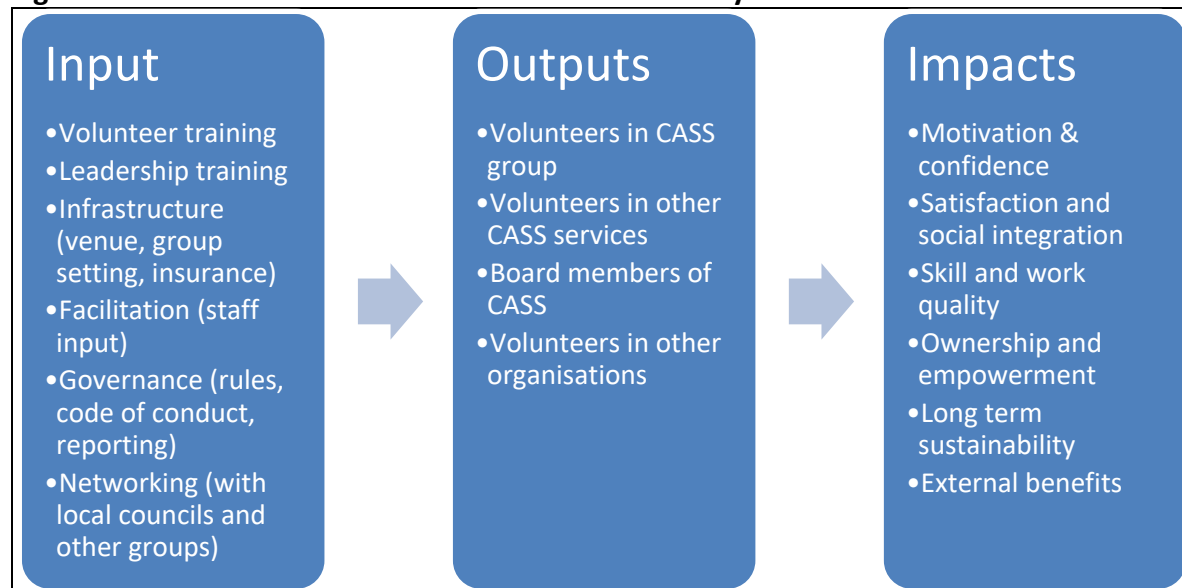 Input
•Volunteer training
•Leadership training
•Infrastructure
(venue, group
setting, insurance)
•Facilitation (staff
input)
•Governance (rules,
code of conduct,
reporting)
•Networking (with
local councils and
other groups)
Outputs
•Volunteers in CASS
group
•Volunteers in other
CASS services
•Board members of
CASS
•Volunteers in other
organisations
Impacts
•Motivation &
confidence
•Satisfaction and
social integration
•Skill and work
quality
•Ownership and
empowerment
•Long term
sustainability
•External benefits